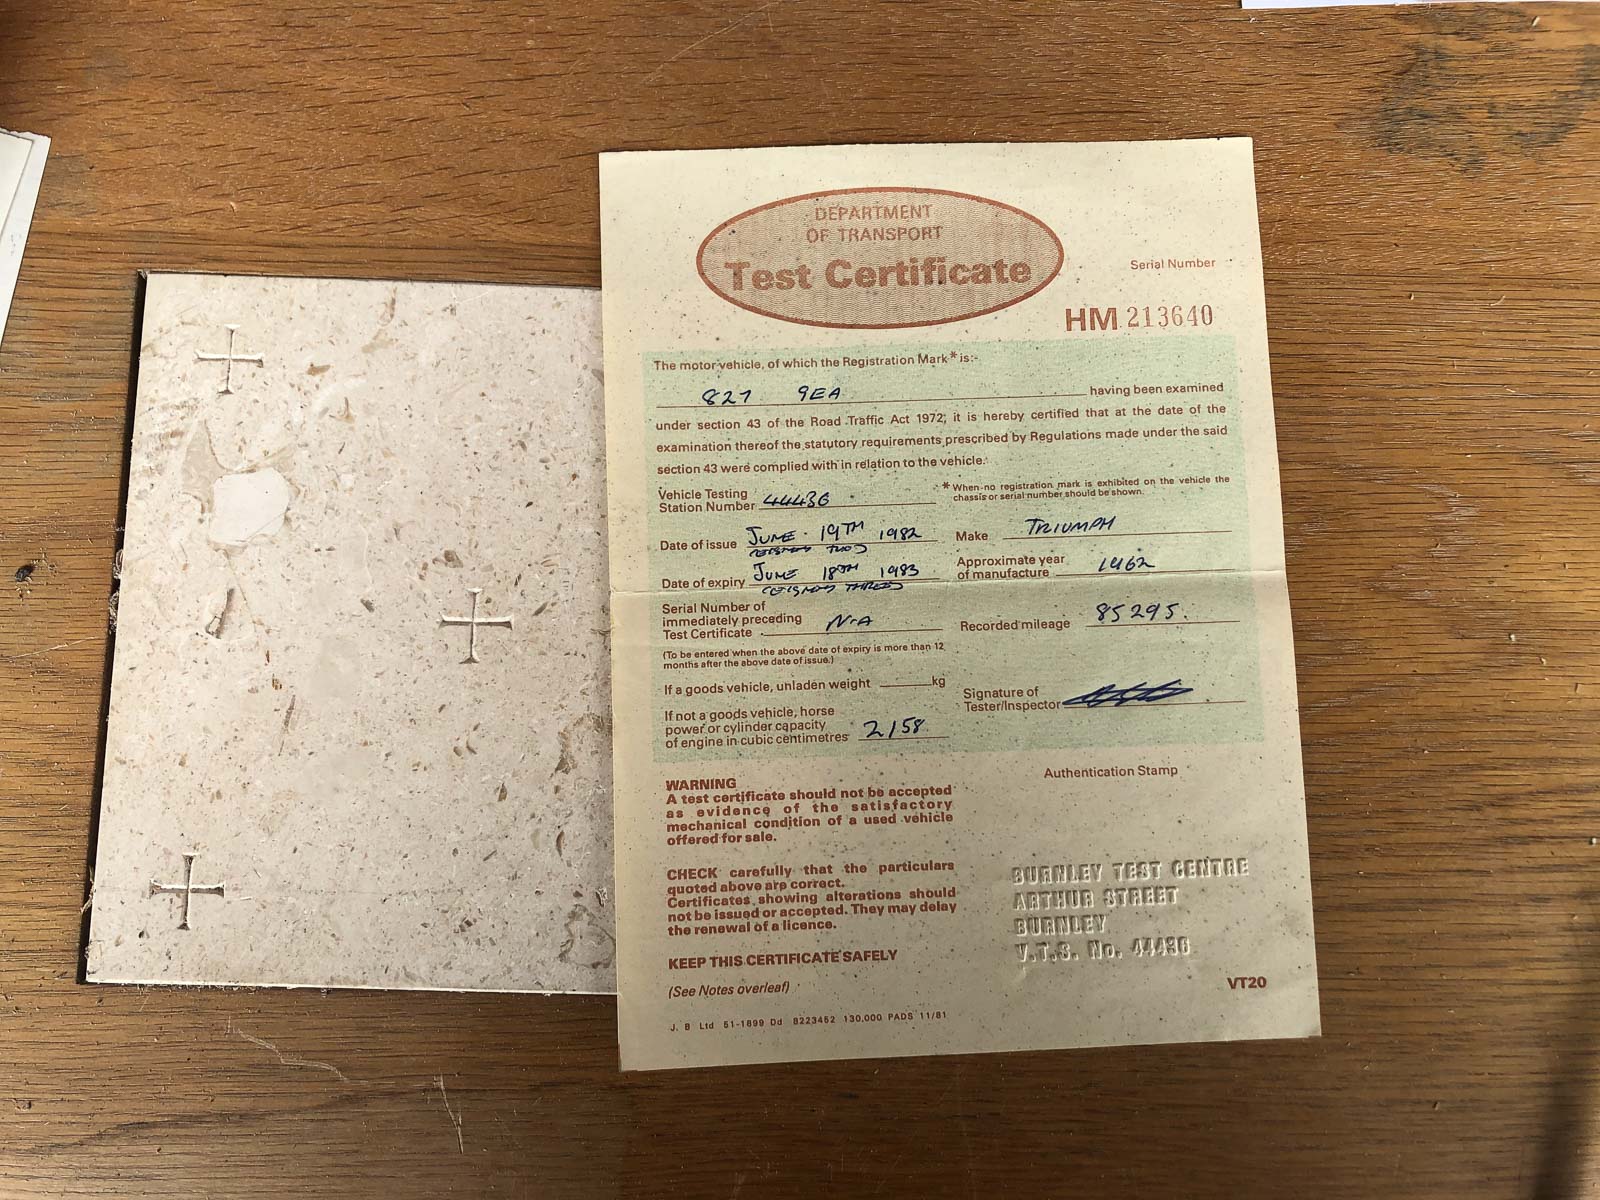 DEPARTMENT
OF TRANSPORT
Test Certificate
Serial Number
HM 213640
The motor vehicle, of which the Registration Mark* is:-
827 9EA having been examined
under section 43 of the Road Traffic Act 1972, it is hereby certified that at the date of the
examination thereof the statutory requirements prescribed by Regulations made under the said
section 43 were complied with in relation to the vehicle.
* When no registration mark is exhibited on the vehicle the
chassis or serial number should be shown.
Vehicle Testing
Station Number 44436
Date of issue JUNE 19TH 1982
(EIGHTY TWO)
Make TRIUMPH
Date of expiry JUNE 18TH 1983
(EIGHTY THREE)
Approximate year
of manufacture 1962
Serial Number of
immediately preceding
Test Certificate N-A
Recorded mileage 85295.
(To be entered when the above date of expiry is more than 12
months after the above date of issue.)
If a goods vehicle, unladen weight kg
Signature of
Tester/Inspector
If not a goods vehicle, horse
power or cylinder capacity
of engine in cubic centimetres 2158
Authentication Stamp
WARNING
A test certificate should not be accepted
as evidence of the satisfactory
mechanical condition of a used vehicle
offered for sale.
CHECK carefully that the particulars
quoted above are correct.
Certificates showing alterations should
not be issued or accepted. They may delay
the renewal of a licence.
KEEP THIS CERTIFICATE SAFELY
(See Notes overleaf)
BURNLEY TEST CENTRE
ARTHUR STREET
BURNLEY
V.T.S. No. 44436
VT20
J. B Ltd 51-1899 Dd 8223452 130,000 PADS 11/81